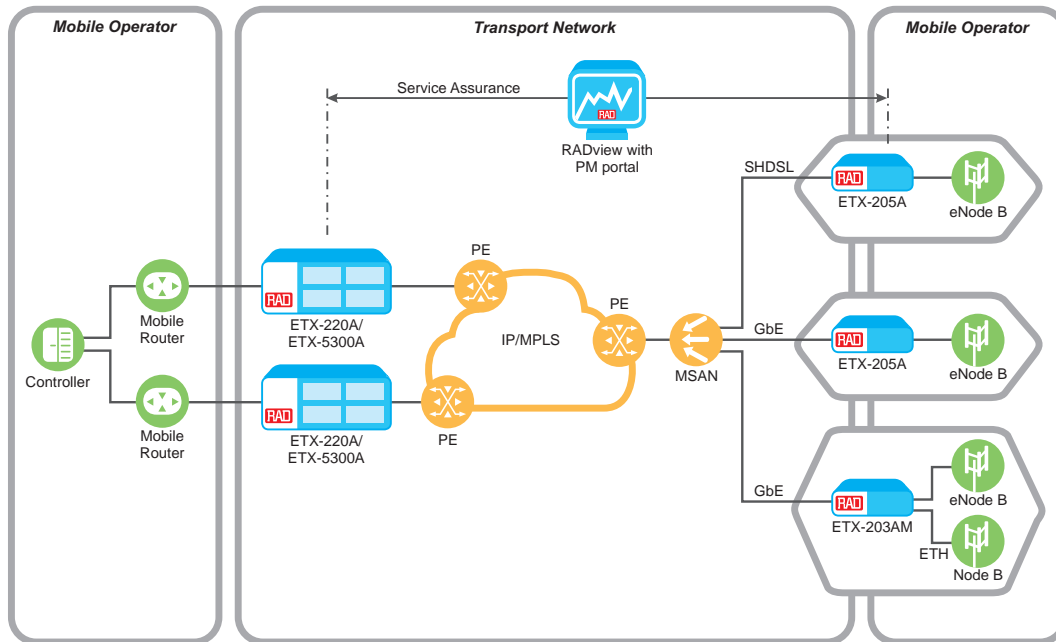 Mobile Operator
Transport Network
Mobile Operator
Service Assurance
RAD
RADview with
PM portal
SHDSL
RAD
ETX-205A
eNode B
PE
RAD
ETX-220A/
ETX-5300A
Mobile
Router
Controller
IP/MPLS
PE
MSAN
GbE
RAD
ETX-205A
eNode B
Mobile
Router
RAD
ETX-220A/
ETX-5300A
PE
GbE
RAD
ETX-203AM
eNode B
ETH
Node B